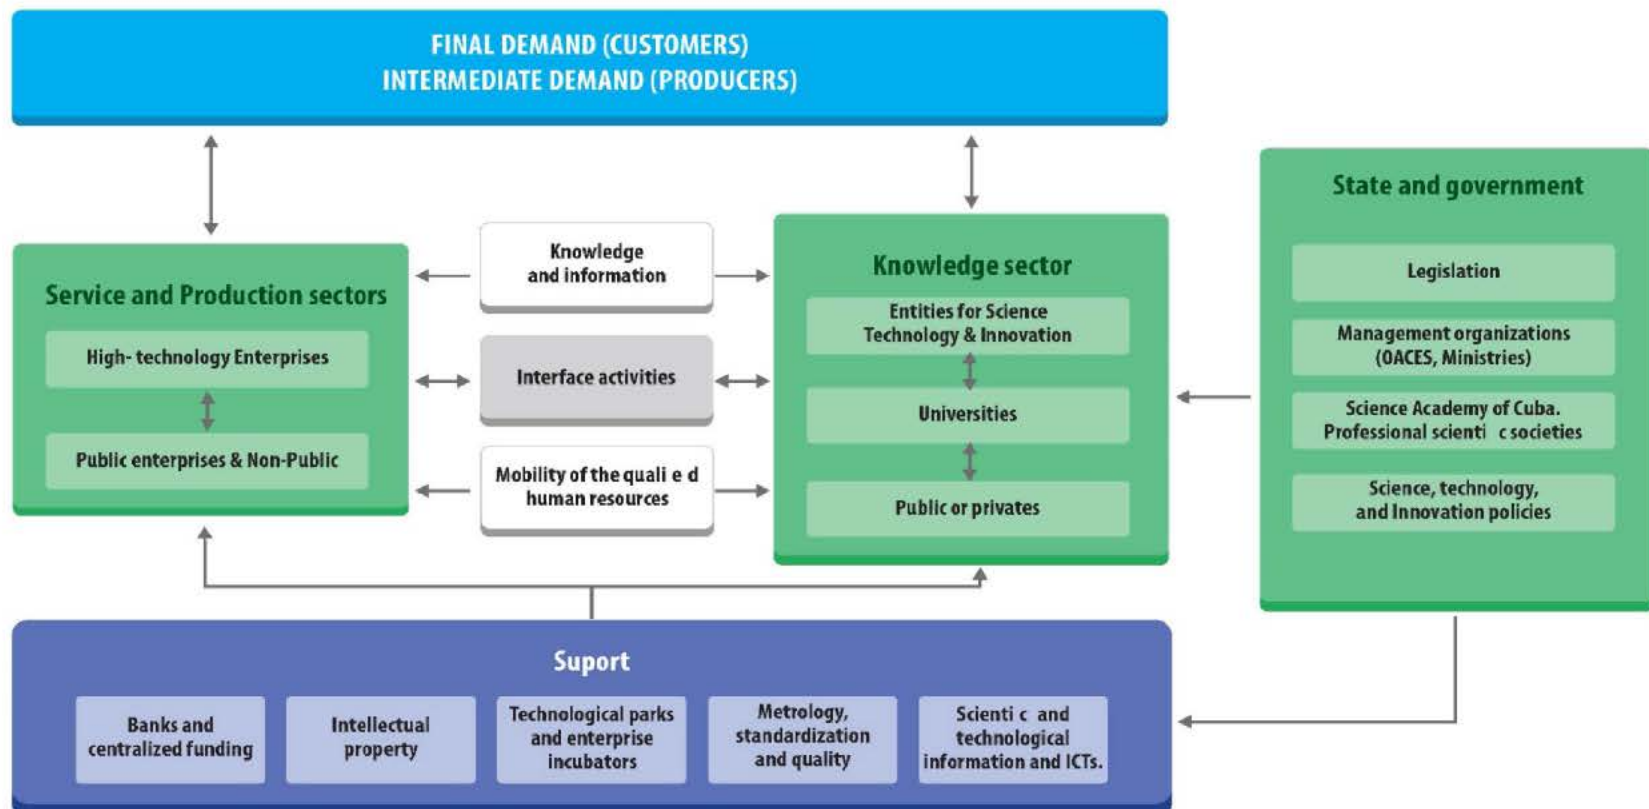 FINAL DEMAND (CUSTOMERS)
INTERMEDIATE DEMAND (PRODUCERS)
Service and Production sectors
High- technology Enterprises
Public enterprises & Non-Public
Knowledge
and information
Interface activities
Mobility of the quali e d
human resources
Knowledge sector
Entities for Science
Technology & Innovation
Universities
Public or privates
State and government
Legislation
Management organizations
(OACES, Ministries)
Science Academy of Cuba.
Professional scienti c societies
Science, technology,
and Innovation policies
Suport
Banks and
centralized funding
Intellectual
property
Technological parks
and enterprise
incubators
Metrology,
standardization
and quality
Scienti c and
technological
information and ICTs.